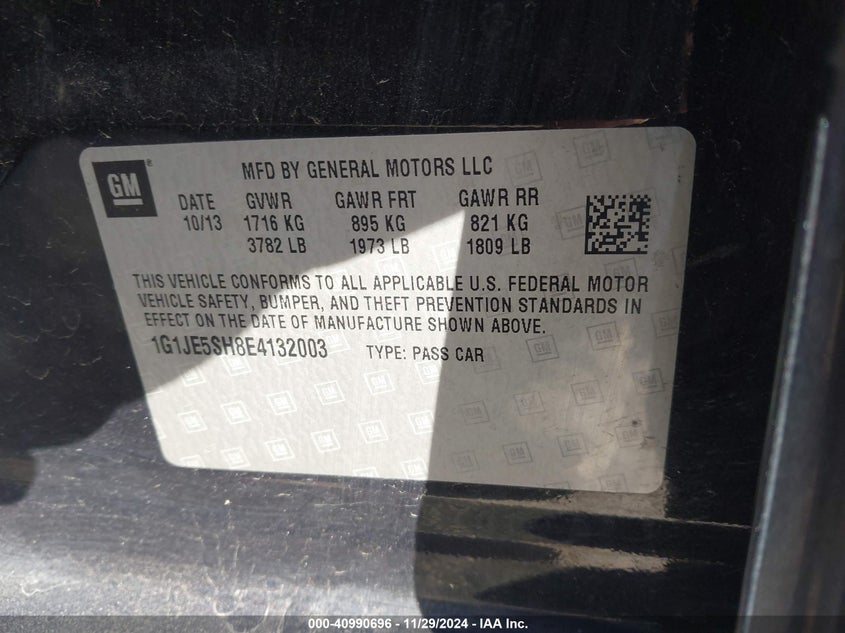 GM ® MFD BY GENERAL MOTORS LLC
DATE GVWR GAWR FRT GAWR RR
10/13 1716 KG 895 KG 821 KG
3782 LB 1973 LB 1809 LB
THIS VEHICLE CONFORMS TO ALL APPLICABLE U.S. FEDERAL MOTOR
VEHICLE SAFETY, BUMPER, AND THEFT PREVENTION STANDARDS IN
EFFECT ON THE DATE OF MANUFACTURE SHOWN ABOVE.
1G1JE5SH8E4132003 TYPE: PASS CAR
000-40990696 - 11/29/2024 - IAA Inc.